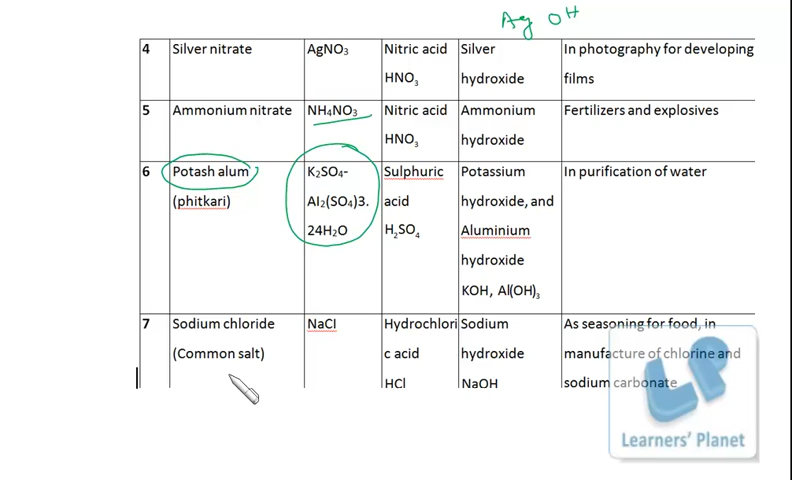 Ag OH
4 Silver nitrate AgNO₃ Nitric acid Silver In photography for developing
HNO₃ hydroxide films
5 Ammonium nitrate NH₄NO₃ Nitric acid Ammonium Fertilizers and explosives
HNO₃ hydroxide
6 Potash alum K₂SO₄- Sulphuric Potassium In purification of water
(phitkari) Al₂(SO₄)3. acid hydroxide, and
24H₂O H₂SO₄ Aluminium
hydroxide
KOH, Al(OH)₃
7 Sodium chloride NaCl Hydrochlori Sodium As seasoning for food, in
(Common salt) c acid hydroxide manufacture of chlorine and
HCl NaOH sodium carbonate
LP
Learners' Planet